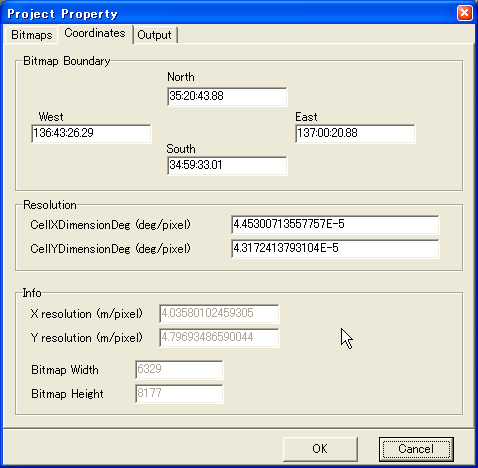 Project Property
Bitmaps Coordinates Output
Bitmap Boundary
North
35:20:43.88
West East
136:43:26.29 137:00:20.88
South
34:59:33.01
Resolution
CellXDimensionDeg (deg/pixel) 4.45300713557757E-5
CellYDimensionDeg (deg/pixel) 4.3172413793104E-5
Info
X resolution (m/pixel) 4.03580102459305
Y resolution (m/pixel) 4.79693486590044
Bitmap Width 6329
Bitmap Height 8177
OK Cancel